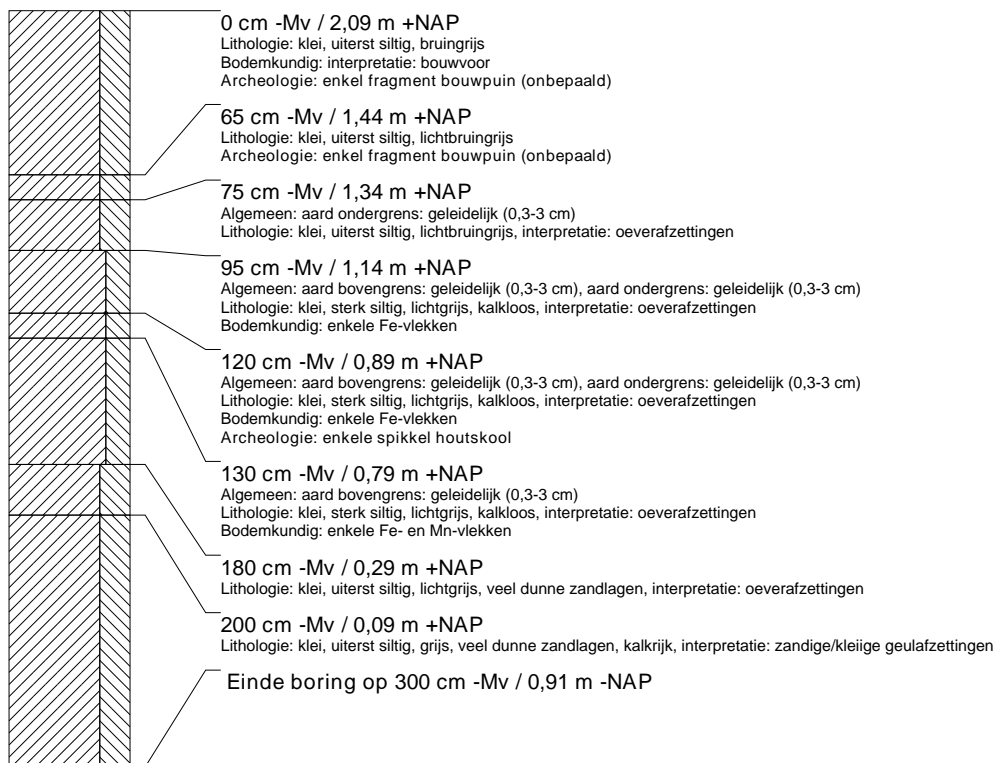 0 cm -Mv / 2,09 m +NAP
Lithologie: klei, uiterst siltig, bruingrijs
Bodemkundig: interpretatie: bouwvoor
Archeologie: enkel fragment bouwpuin (onbepaald)
65 cm -Mv / 1,44 m +NAP
Lithologie: klei, uiterst siltig, lichtbruingrijs
Archeologie: enkel fragment bouwpuin (onbepaald)
75 cm -Mv / 1,34 m +NAP
Algemeen: aard ondergrens: geleidelijk (0,3-3 cm)
Lithologie: klei, uiterst siltig, lichtbruingrijs, interpretatie: oeverafzettingen
95 cm -Mv / 1,14 m +NAP
Algemeen: aard bovengrens: geleidelijk (0,3-3 cm), aard ondergrens: geleidelijk (0,3-3 cm)
Lithologie: klei, sterk siltig, lichtgrijs, kalkloos, interpretatie: oeverafzettingen
Bodemkundig: enkele Fe-vlekken
120 cm -Mv / 0,89 m +NAP
Algemeen: aard bovengrens: geleidelijk (0,3-3 cm), aard ondergrens: geleidelijk (0,3-3 cm)
Lithologie: klei, sterk siltig, lichtgrijs, kalkloos, interpretatie: oeverafzettingen
Bodemkundig: enkele Fe-vlekken
Archeologie: enkele spikkel houtskool
130 cm -Mv / 0,79 m +NAP
Algemeen: aard bovengrens: geleidelijk (0,3-3 cm)
Lithologie: klei, sterk siltig, lichtgrijs, kalkloos, interpretatie: oeverafzettingen
Bodemkundig: enkele Fe- en Mn-vlekken
180 cm -Mv / 0,29 m +NAP
Lithologie: klei, uiterst siltig, lichtgrijs, veel dunne zandlagen, interpretatie: oeverafzettingen
200 cm -Mv / 0,09 m +NAP
Lithologie: klei, uiterst siltig, grijs, veel dunne zandlagen, kalkrijk, interpretatie: zandige/kleiige geulafzettingen
Einde boring op 300 cm -Mv / 0,91 m -NAP